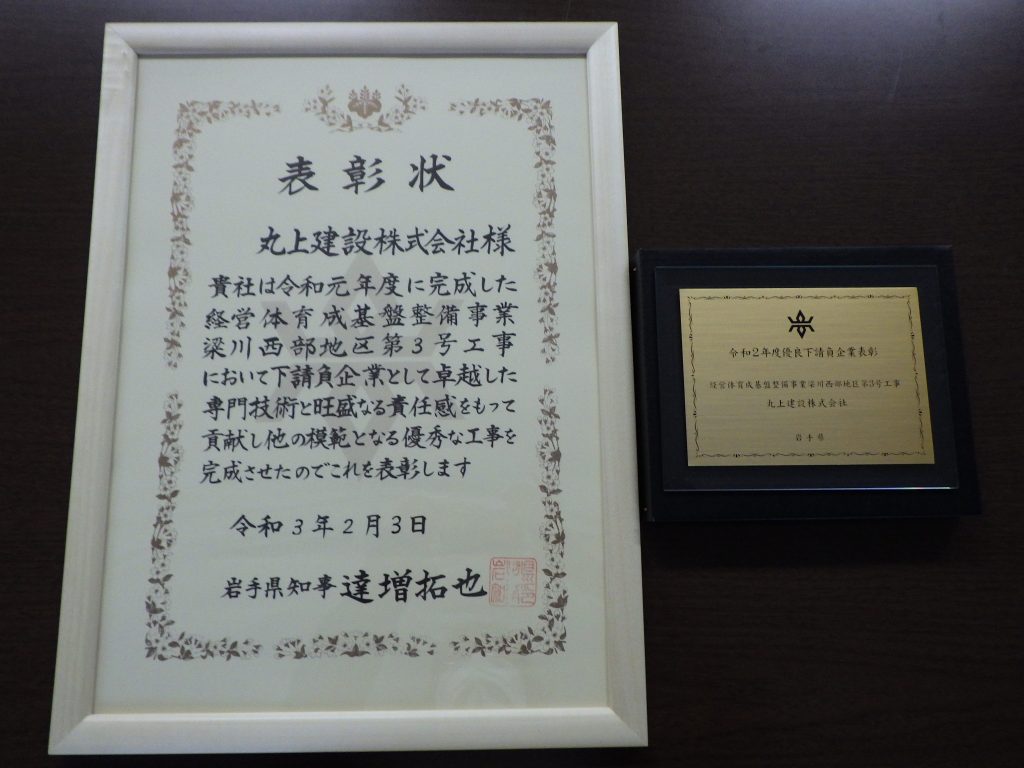 表彰状
丸上建設株式会社様
貴社は令和元年度に完成した
経営体育成基盤整備事業
梁川西部地区第3号工事
において下請負企業として卓越した
専門技術と旺盛なる責任感をもって
貢献し他の模範となる優秀な工事を
完成させたのでこれを表彰します
令和3年2月3日
岩手県知事 達増拓也
令和2年度優良下請負企業表彰
経営体育成基盤整備事業梁川西部地区第3号工事
丸上建設株式会社
岩手県